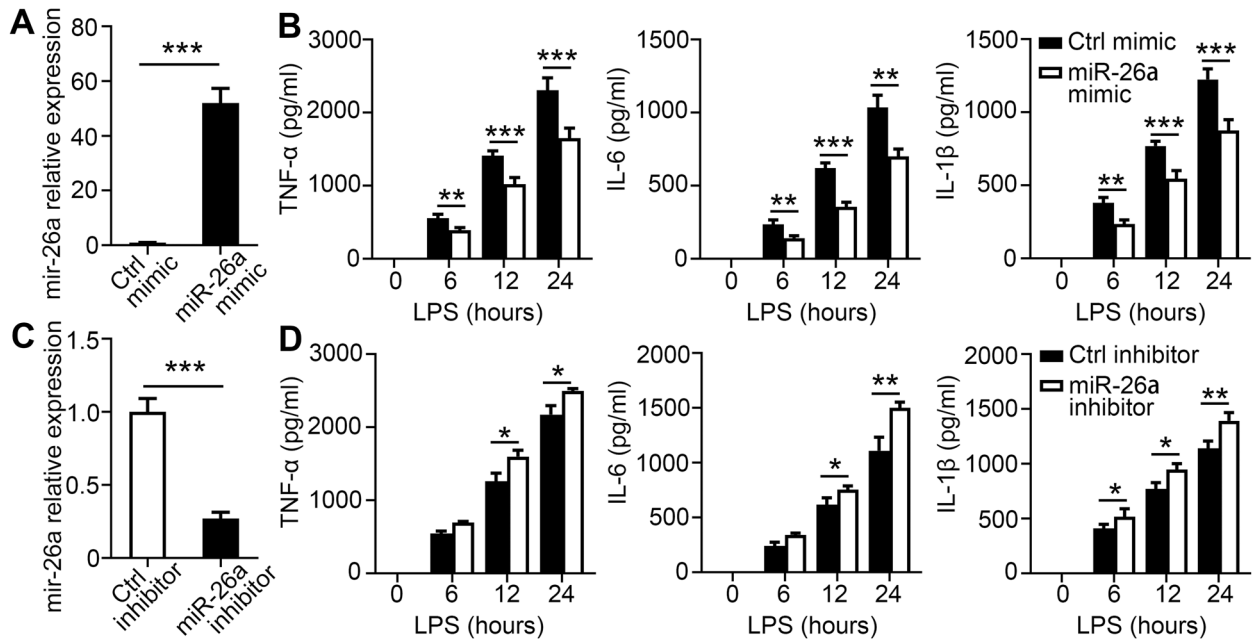 A
mir-26a relative expression
80
60
40
20
0
***
Ctrl
mimic
miR-26a
mimic
B
TNF-α (pg/ml)
3000
2000
1000
0
**
***
***
0 6 12 24
LPS (hours)
IL-6 (pg/ml)
1500
1000
500
0
**
***
**
0 6 12 24
LPS (hours)
IL-1β (pg/ml)
1500
1000
500
0
Ctrl mimic
miR-26a
mimic
**
***
***
0 6 12 24
LPS (hours)
C
mir-26a relative expression
1.5
1.0
0.5
0
***
Ctrl
inhibitor
miR-26a
inhibitor
D
TNF-α (pg/ml)
3000
2000
1000
0
*
*
0 6 12 24
LPS (hours)
IL-6 (pg/ml)
2000
1500
1000
500
0
*
**
0 6 12 24
LPS (hours)
IL-1β (pg/ml)
2000
1500
1000
500
0
Ctrl inhibitor
miR-26a
inhibitor
*
*
**
0 6 12 24
LPS (hours)